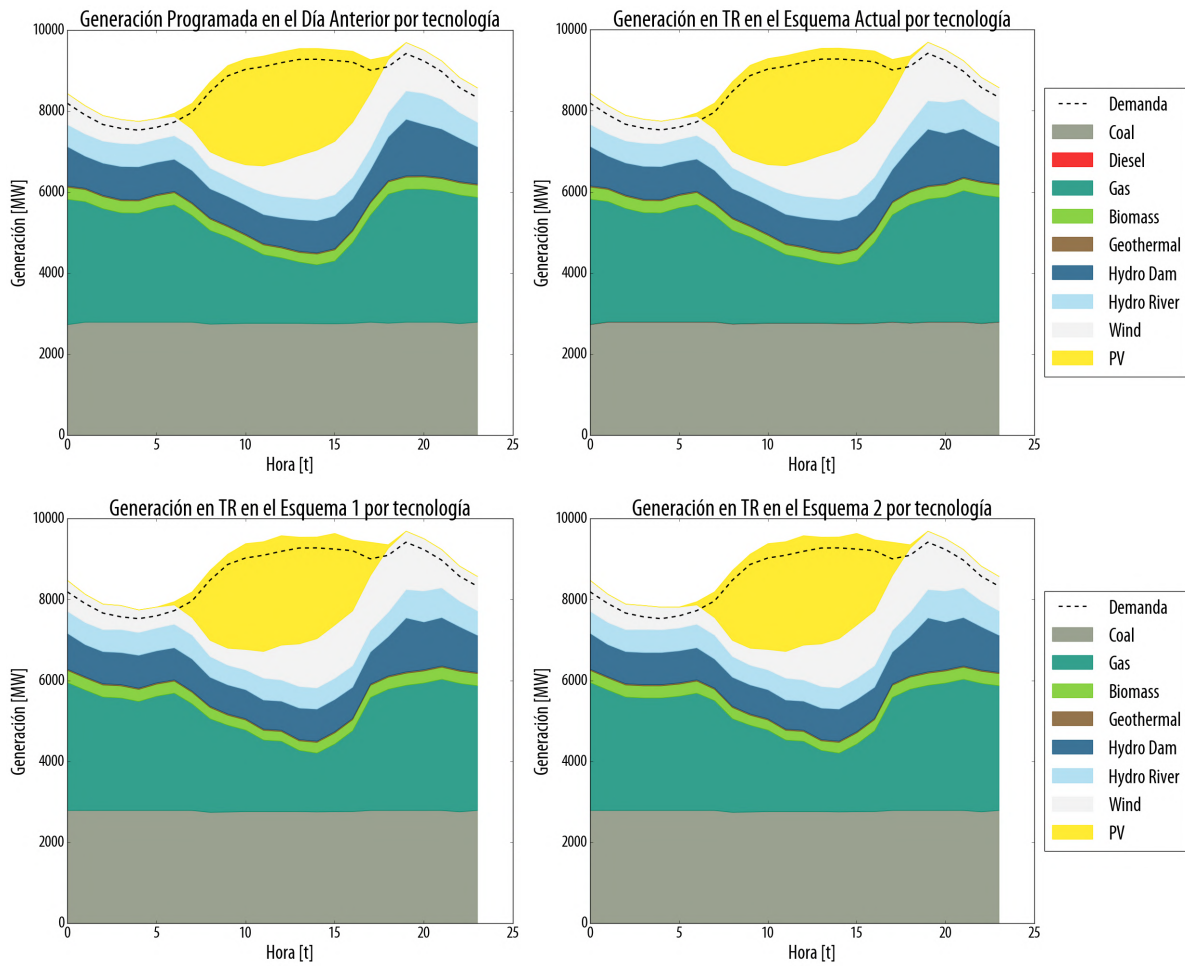 Generación Programada en el Día Anterior por tecnología
10000
8000
6000
4000
2000
0
Generación [MW]
0 5 10 15 20 25
Hora [t]
Generación en TR en el Esquema Actual por tecnología
10000
8000
6000
4000
2000
0
Generación [MW]
0 5 10 15 20 25
Hora [t]
Demanda
Coal
Diesel
Gas
Biomass
Geothermal
Hydro Dam
Hydro River
Wind
PV
Generación en TR en el Esquema 1 por tecnología
10000
8000
6000
4000
2000
0
Generación [MW]
0 5 10 15 20 25
Hora [t]
Generación en TR en el Esquema 2 por tecnología
10000
8000
6000
4000
2000
0
Generación [MW]
0 5 10 15 20 25
Hora [t]
Demanda
Coal
Gas
Biomass
Geothermal
Hydro Dam
Hydro River
Wind
PV